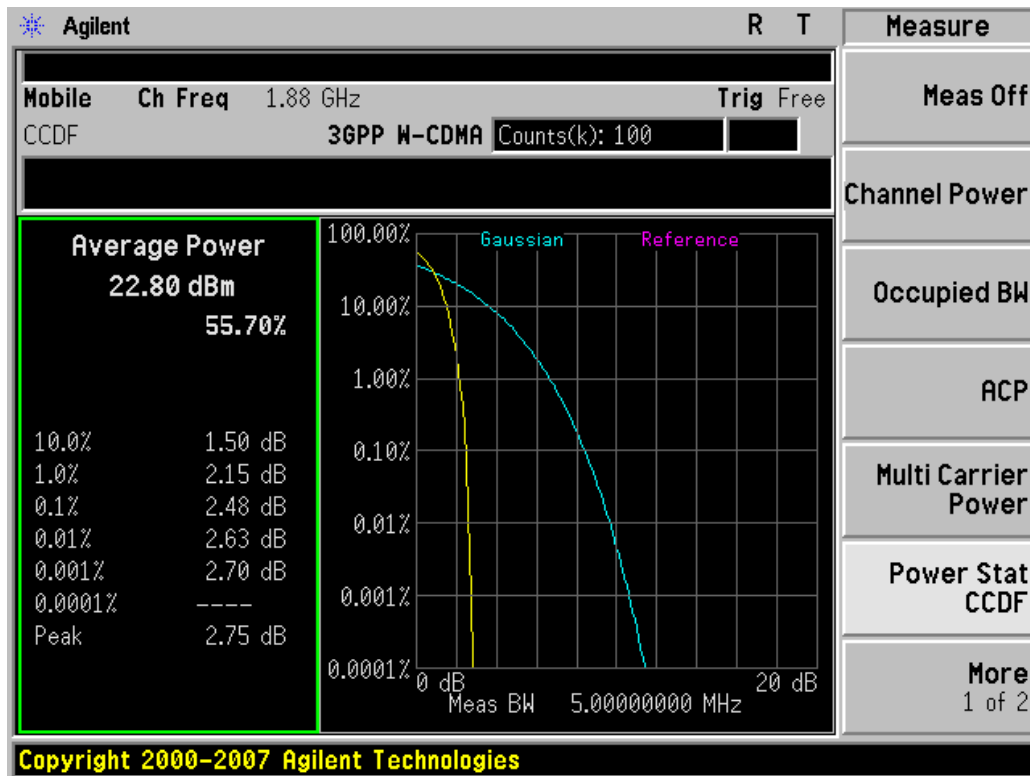 Agilent R T
Mobile Ch Freq 1.88 GHz Trig Free
CCDF 3GPP W-CDMA Counts(k): 100
Average Power
22.80 dBm
55.70%
10.0% 1.50 dB
1.0% 2.15 dB
0.1% 2.48 dB
0.01% 2.63 dB
0.001% 2.70 dB
0.0001% ----
Peak 2.75 dB
Gaussian Reference
100.00%
10.00%
1.00%
0.10%
0.01%
0.001%
0.0001%
0 dB 20 dB
Meas BW 5.00000000 MHz
Measure
Meas Off
Channel Power
Occupied BW
ACP
Multi Carrier
Power
Power Stat
CCDF
More
1 of 2
Copyright 2000-2007 Agilent Technologies